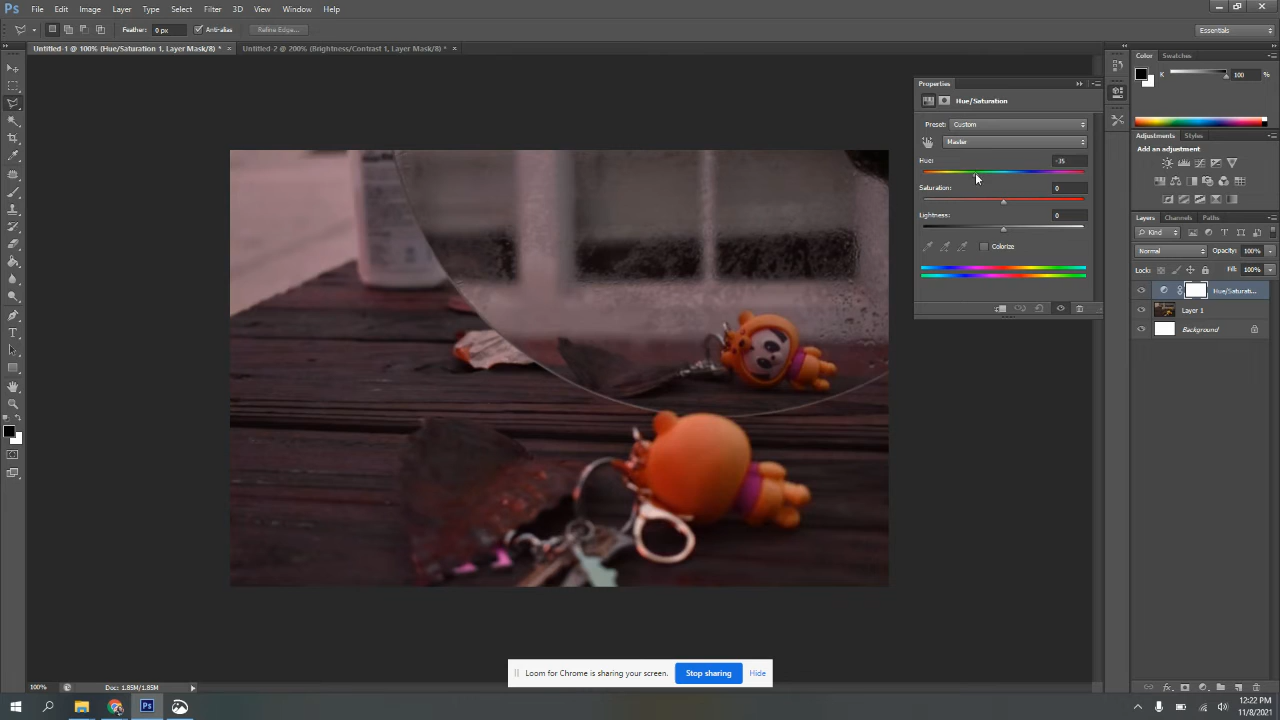 Ps File Edit Image Layer Type Select Filter 3D View Window Help
Feather: 0 px Anti-alias Refine Edge... Essentials
Untitled-1 @ 100% (Hue/Saturation 1, Layer Mask/8) * × Untitled-2 @ 200% (Brightness/Contrast 1, Layer Mask/8) * ×
Color Swatches
K 100 %
Properties
Hue/Saturation
Preset: Custom
Master
Hue: -35
Saturation: 0
Lightness: 0
Colorize
Adjustments Styles
Add an adjustment
Layers Channels Paths
Kind
Normal Opacity: 100%
Lock: Fill: 100%
Hue/Saturati...
Layer 1
Background
Loom for Chrome is sharing your screen. Stop sharing Hide
100% Doc: 1.85M/1.85M
Ps
12:22 PM
11/8/2021